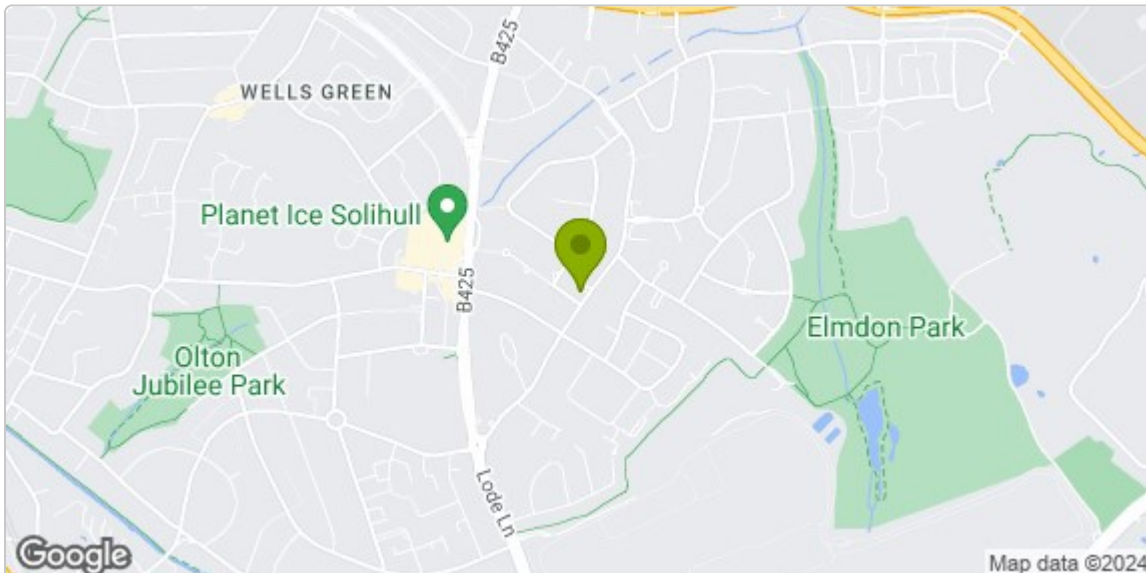 B425
WELLS GREEN
Planet Ice Solihull
B425
Elmdon Park
Olton
Jubilee Park
Lode Ln
Google
Map data ©2024